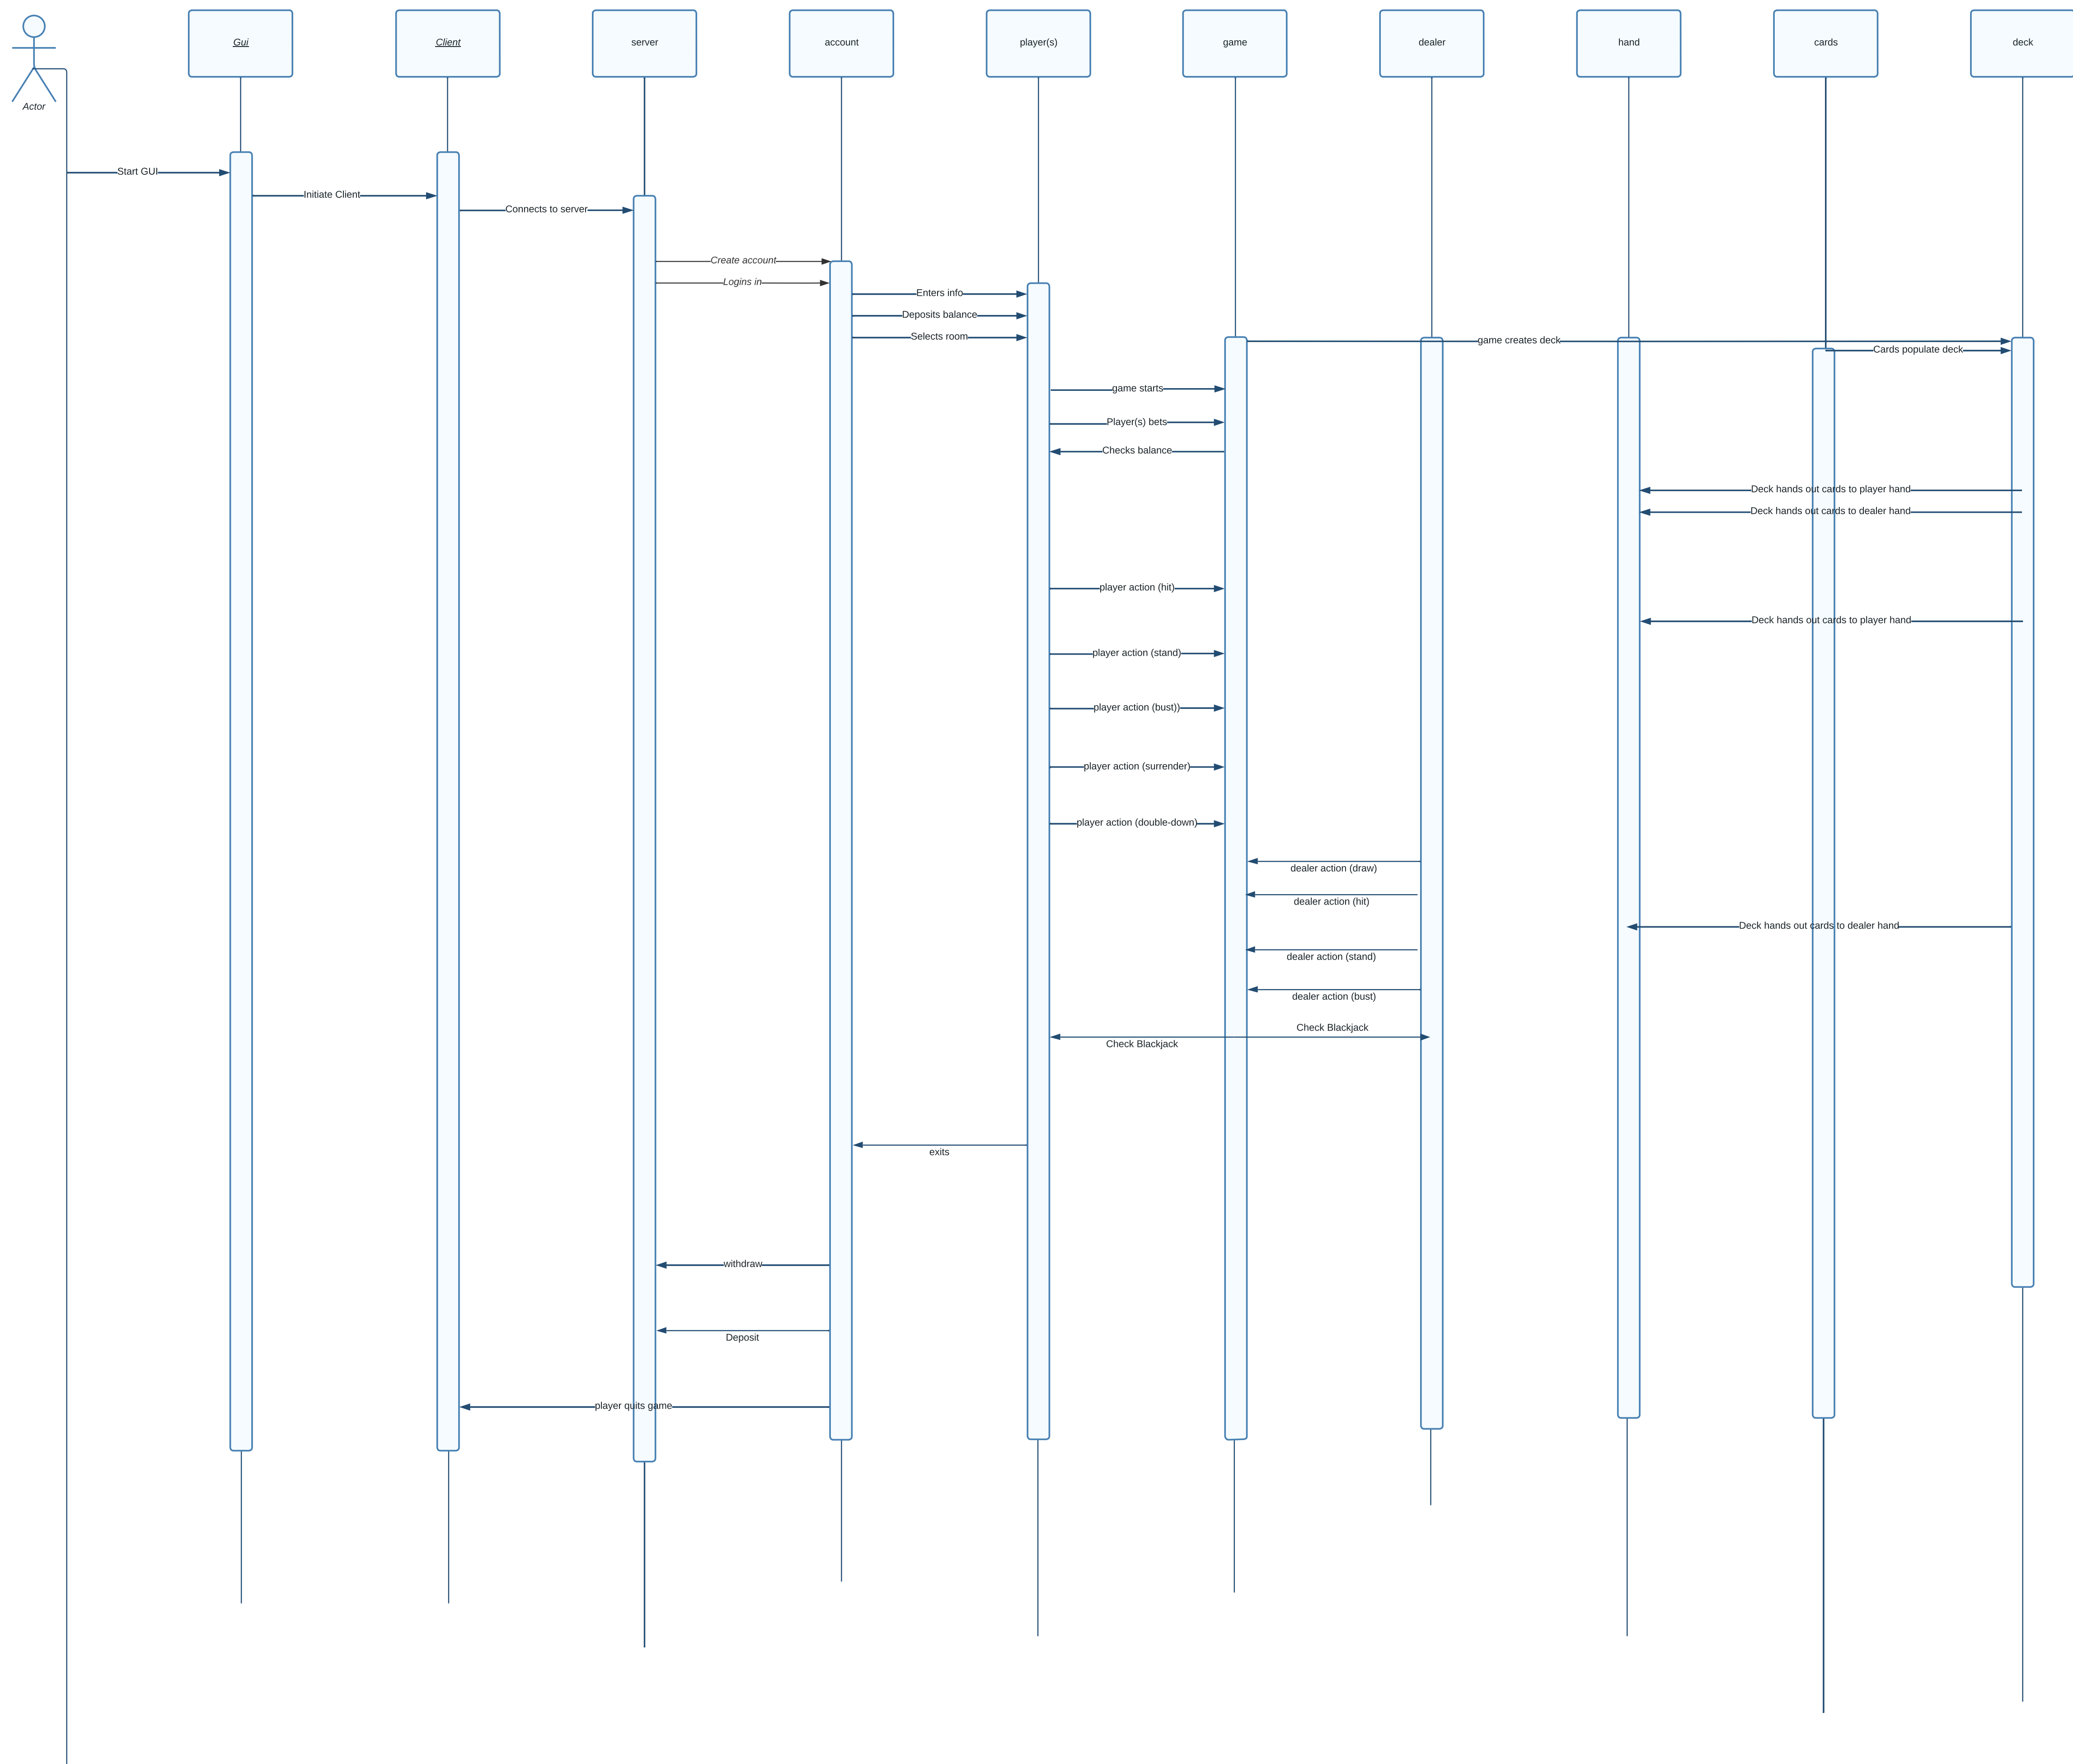 Gui
Client
server
account
player(s)
game
dealer
hand
cards
deck
Actor
Start GUI
Initiate Client
Connects to server
Create account
Logins in
Enters info
Deposits balance
Selects room
game creates deck
Cards populate deck
game starts
Player(s) bets
Checks balance
Deck hands out cards to player hand
Deck hands out cards to dealer hand
player action (hit)
Deck hands out cards to player hand
player action (stand)
player action (bust))
player action (surrender)
player action (double-down)
dealer action (draw)
dealer action (hit)
Deck hands out cards to dealer hand
dealer action (stand)
dealer action (bust)
Check Blackjack
Check Blackjack
exits
withdraw
Deposit
player quits game